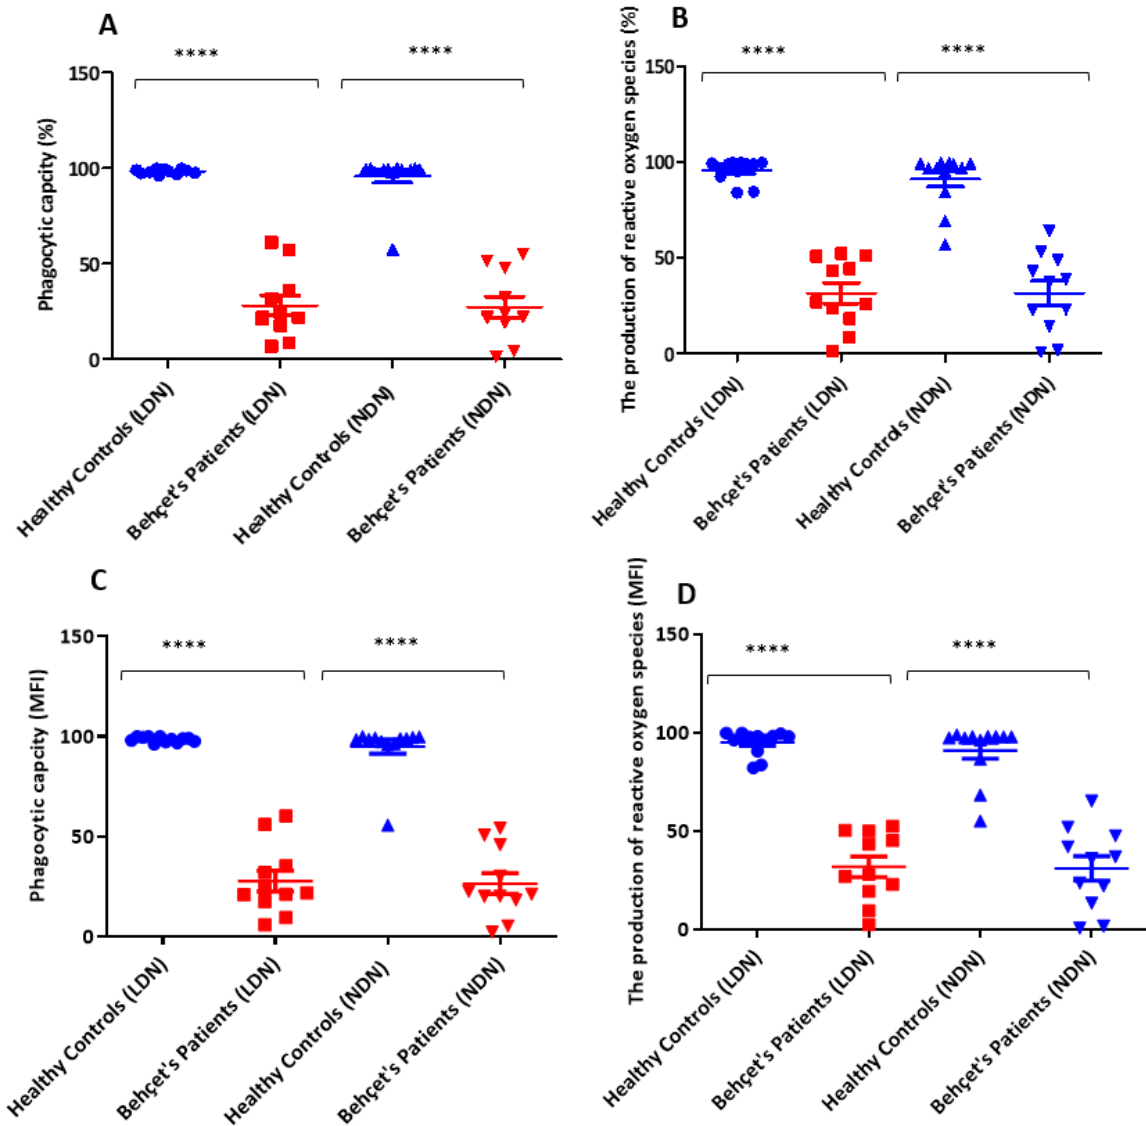 A
****
****
150
100
50
0
Phagocytic capcity (%)
Healthy Controls (LDN)
Behçet's Patients (LDN)
Healthy Controls (NDN)
Behçet's Patients (NDN)
B
****
****
150
100
50
0
The production of reactive oxygen species (%)
Healthy Controls (LDN)
Behçet's Patients (LDN)
Healthy Controls (NDN)
Behçet's Patients (NDN)
C
****
****
150
100
50
0
Phagocytic capcity (MFI)
Healthy Controls (LDN)
Behçet's Patients (LDN)
Healthy Controls (NDN)
Behçet's Patients (NDN)
D
****
****
150
100
50
0
The production of reactive oxygen species (MFI)
Healthy Controls (LDN)
Behçet's Patients (LDN)
Healthy Controls (NDN)
Behçet's Patients (NDN)